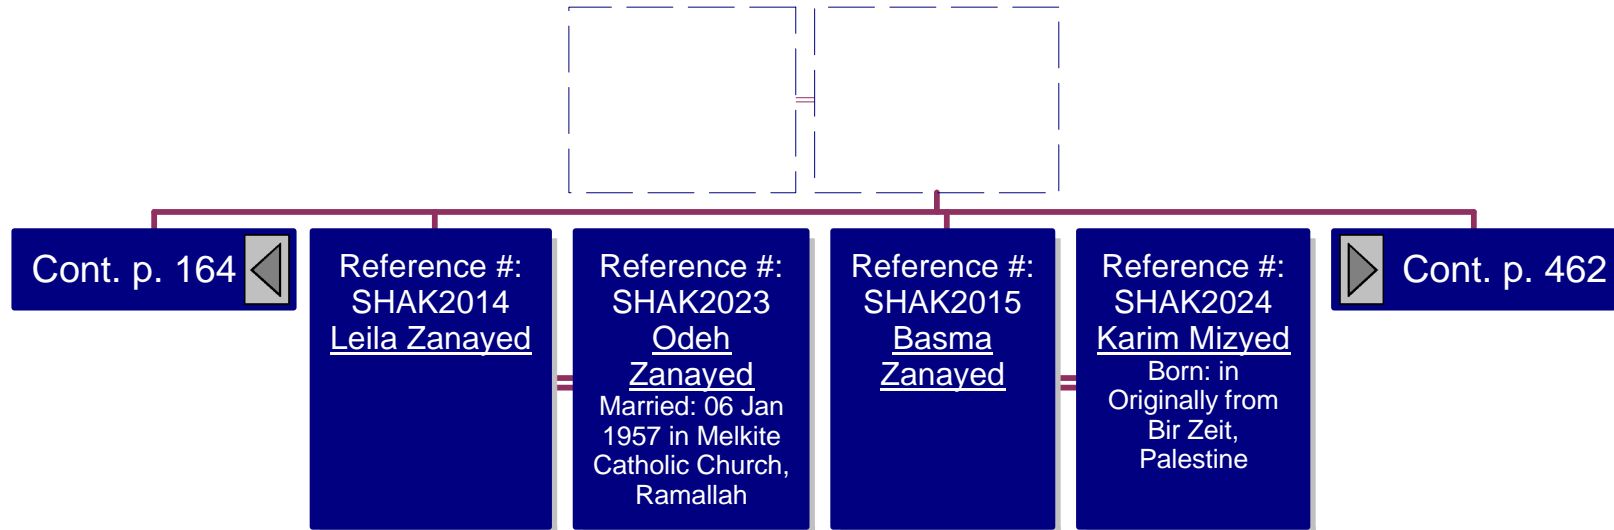 Cont. p. 164
Reference #:
SHAK2014
Leila Zanayed
Reference #:
SHAK2023
Odeh
Zanayed
Married: 06 Jan
1957 in Melkite
Catholic Church,
Ramallah
Reference #:
SHAK2015
Basma
Zanayed
Reference #:
SHAK2024
Karim Mizyed
Born: in
Originally from
Bir Zeit,
Palestine
Cont. p. 462